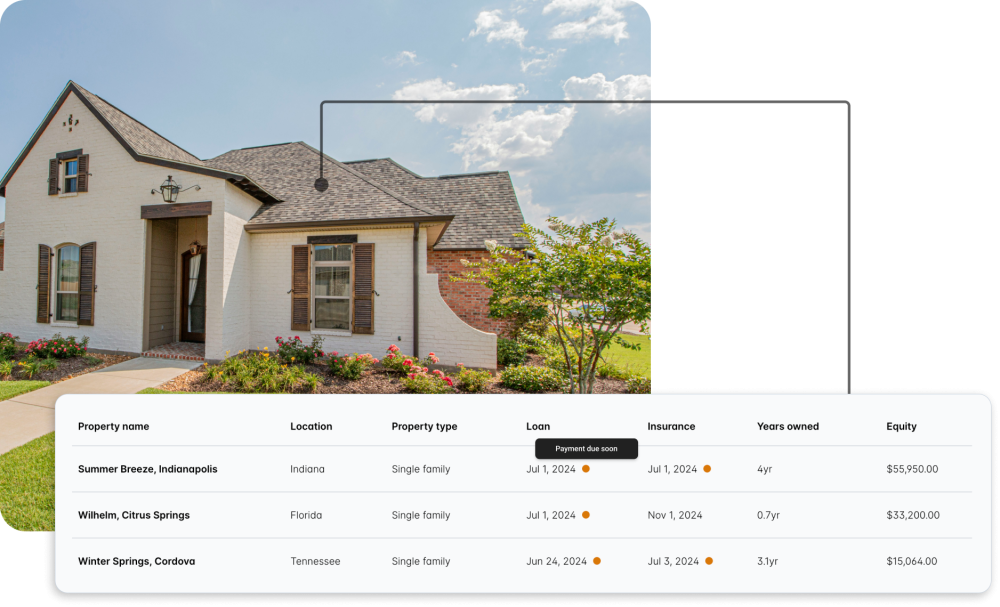 Property name Location Property type Loan Insurance Years owned Equity
Payment due soon
Summer Breeze, Indianapolis Indiana Single family Jul 1, 2024 Jul 1, 2024 4yr $55,950.00
Wilhelm, Citrus Springs Florida Single family Jul 1, 2024 Nov 1, 2024 0.7yr $33,200.00
Winter Springs, Cordova Tennessee Single family Jun 24, 2024 Jul 3, 2024 3.1yr $15,064.00